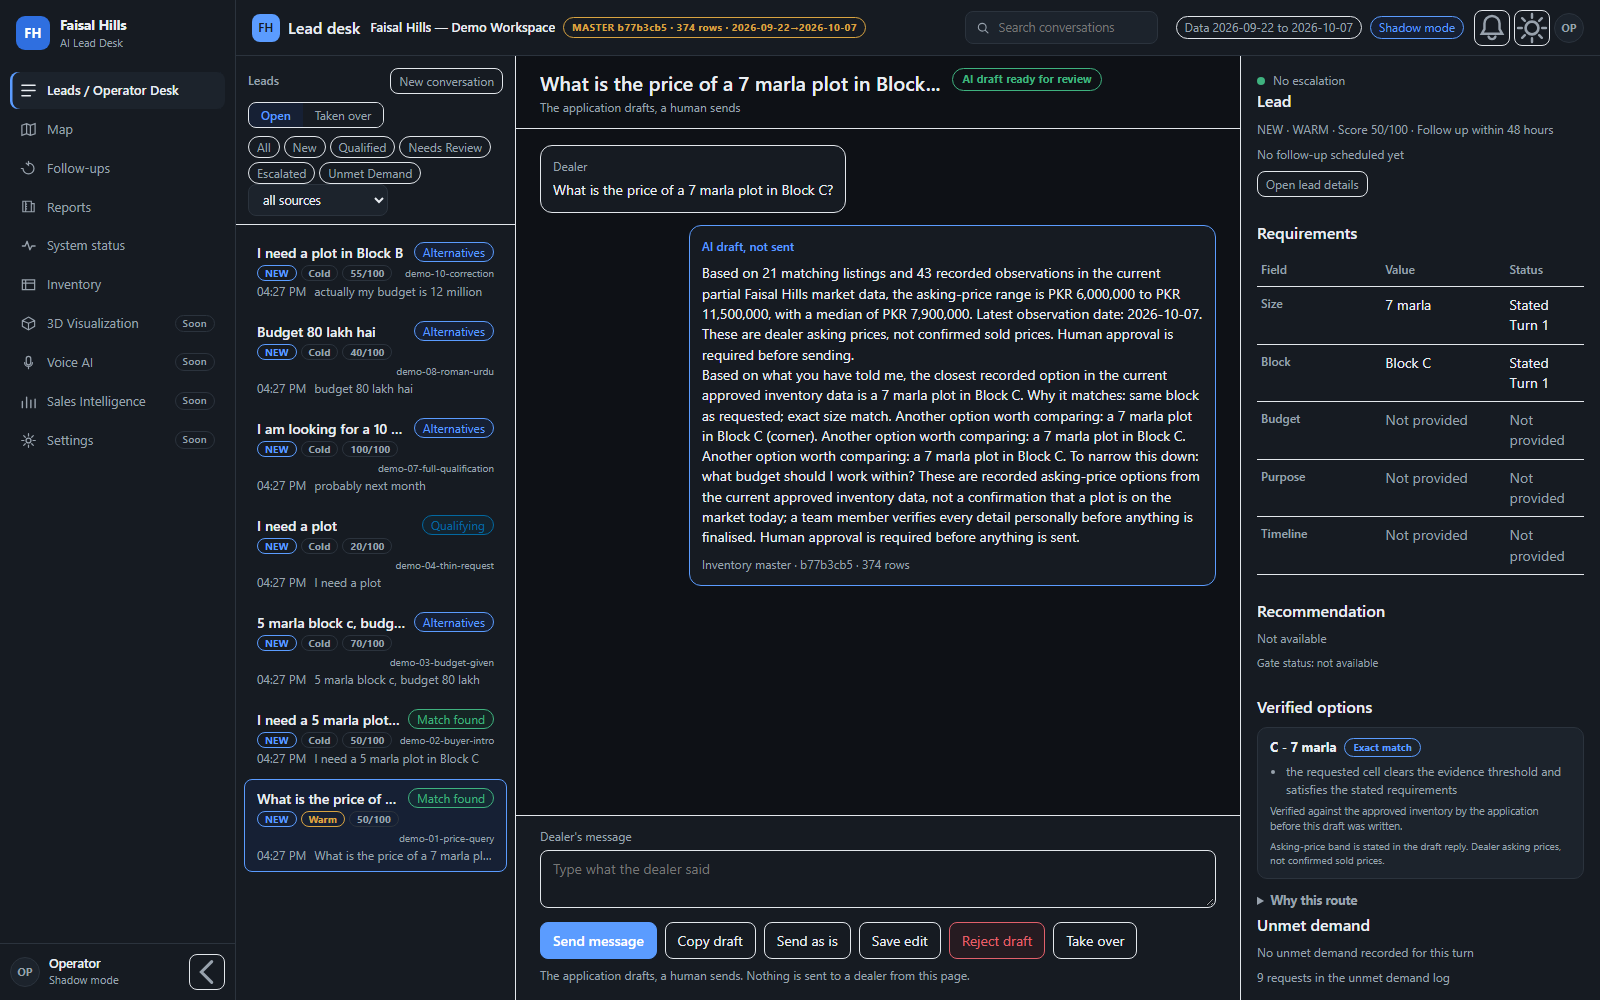 FH
Faisal Hills
AI Lead Desk
Leads / Operator Desk
Map
Follow-ups
Reports
System status
Inventory
3D Visualization Soon
Voice AI Soon
Sales Intelligence Soon
Settings Soon
OP
Operator
Shadow mode
FH
Lead desk
Faisal Hills — Demo Workspace
MASTER b77b3cb5 · 374 rows · 2026-09-22→2026-10-07
Search conversations
Data 2026-09-22 to 2026-10-07
Shadow mode
OP
Leads
New conversation
Open Taken over
All New Qualified Needs Review
Escalated Unmet Demand
all sources
I need a plot in Block B Alternatives
NEW Cold 55/100 demo-10-correction
04:27 PM actually my budget is 12 million
Budget 80 lakh hai Alternatives
NEW Cold 40/100
demo-08-roman-urdu
04:27 PM budget 80 lakh hai
I am looking for a 10 ... Alternatives
NEW Cold 100/100
demo-07-full-qualification
04:27 PM probably next month
I need a plot Qualifying
NEW Cold 20/100
demo-04-thin-request
04:27 PM I need a plot
5 marla block c, budg... Alternatives
NEW Cold 70/100
demo-03-budget-given
04:27 PM 5 marla block c, budget 80 lakh
I need a 5 marla plot... Match found
NEW Cold 50/100 demo-02-buyer-intro
04:27 PM I need a 5 marla plot in Block C
What is the price of ... Match found
NEW Warm 50/100
demo-01-price-query
04:27 PM What is the price of a 7 marla pl...
What is the price of a 7 marla plot in Block... AI draft ready for review
The application drafts, a human sends
Dealer
What is the price of a 7 marla plot in Block C?
AI draft, not sent
Based on 21 matching listings and 43 recorded observations in the current
partial Faisal Hills market data, the asking-price range is PKR 6,000,000 to PKR
11,500,000, with a median of PKR 7,900,000. Latest observation date: 2026-10-07.
These are dealer asking prices, not confirmed sold prices. Human approval is
required before sending.
Based on what you have told me, the closest recorded option in the current
approved inventory data is a 7 marla plot in Block C. Why it matches: same block
as requested; exact size match. Another option worth comparing: a 7 marla plot
in Block C (corner). Another option worth comparing: a 7 marla plot in Block C.
Another option worth comparing: a 7 marla plot in Block C. To narrow this down:
what budget should I work within? These are recorded asking-price options from
the current approved inventory data, not a confirmation that a plot is on the
market today; a team member verifies every detail personally before anything is
finalised. Human approval is required before anything is sent.
Inventory master · b77b3cb5 · 374 rows
Dealer's message
Type what the dealer said
Send message Copy draft Send as is Save edit Reject draft Take over
The application drafts, a human sends. Nothing is sent to a dealer from this page.
No escalation
Lead
NEW · WARM · Score 50/100 · Follow up within 48 hours
No follow-up scheduled yet
Open lead details
Requirements
Field Value Status
Size 7 marla Stated
Turn 1
Block Block C Stated
Turn 1
Budget Not provided Not
provided
Purpose Not provided Not
provided
Timeline Not provided Not
provided
Recommendation
Not available
Gate status: not available
Verified options
C - 7 marla Exact match
• the requested cell clears the evidence threshold and
satisfies the stated requirements
Verified against the approved inventory by the application
before this draft was written.
Asking-price band is stated in the draft reply. Dealer asking prices,
not confirmed sold prices.
Why this route
Unmet demand
No unmet demand recorded for this turn
9 requests in the unmet demand log